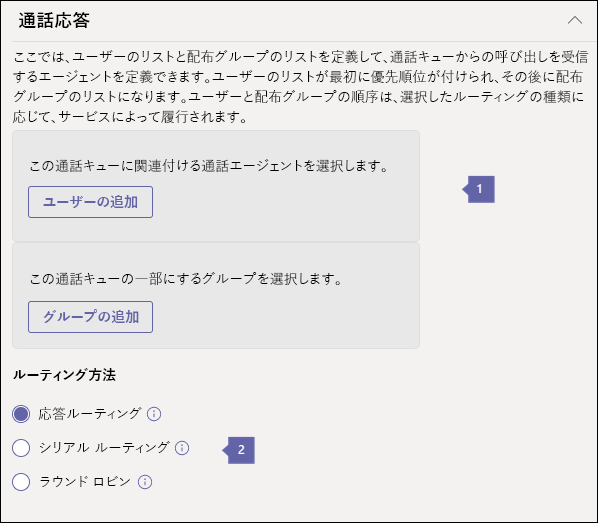 通話応答
ここでは、ユーザーのリストと配布グループのリストを定義して、通話キューからの呼び出しを受信
するエージェントを定義できます。ユーザーのリストが最初に優先順位が付けられ、その後に配布
グループのリストになります。ユーザーと配布グループの順序は、選択したルーティングの種類に
応じて、サービスによって履行されます。
この通話キューに関連付ける通話エージェントを選択します。
1
ユーザーの追加
この通話キューの一部にするグループを選択します。
グループの追加
ルーティング方法
応答ルーティング
シリアル ルーティング
2
ラウンド ロビン